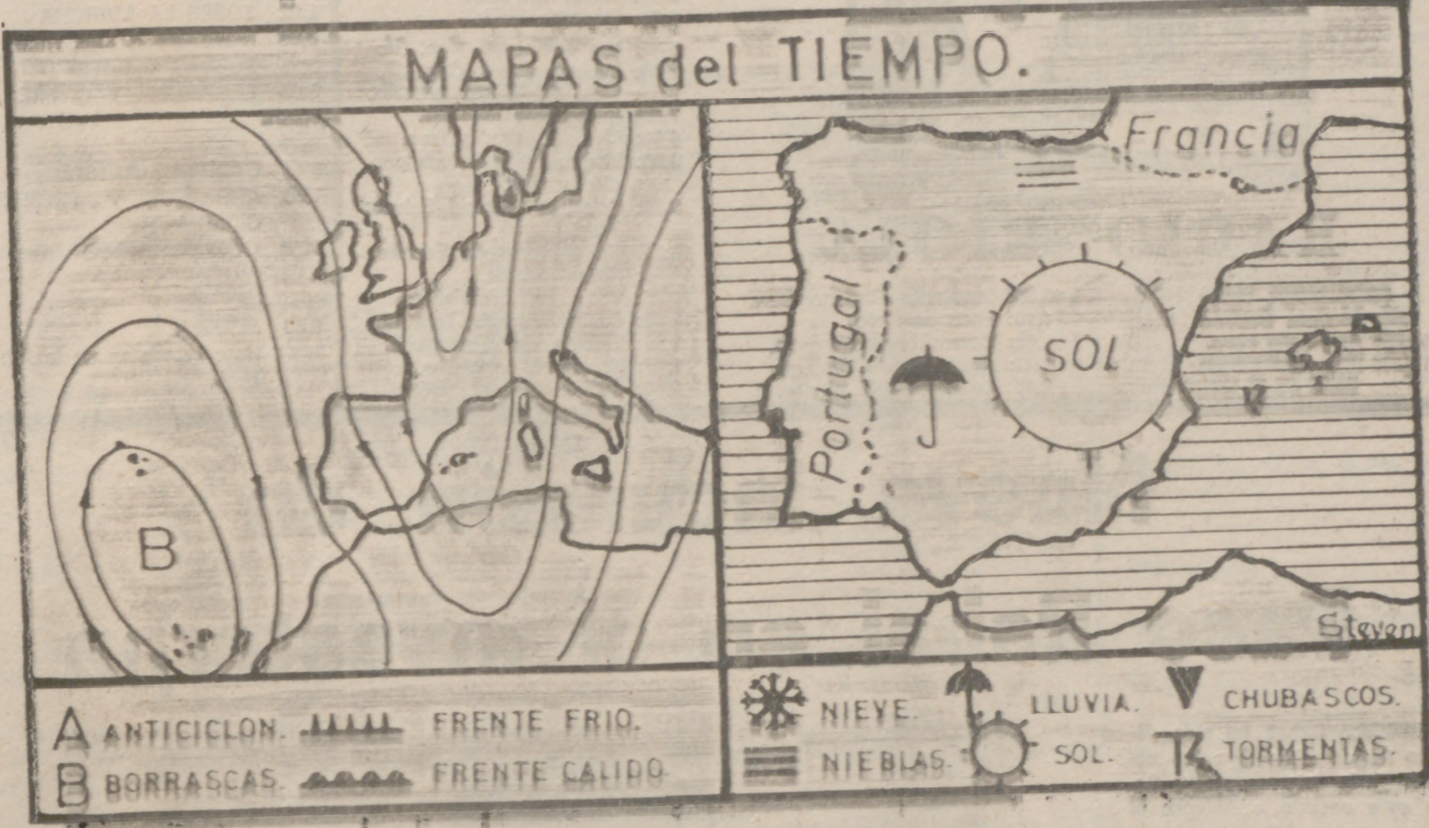 MAPAS del TIEMPO.
B
Francia
Portugal
SOL
Steven
A ANTICICLON.
FRENTE FRIO.
B BORRASCAS.
FRENTE CALIDO.
NIEVE.
LLUVIA.
CHUBASCOS.
NIEBLAS.
SOL.
TORMENTAS.